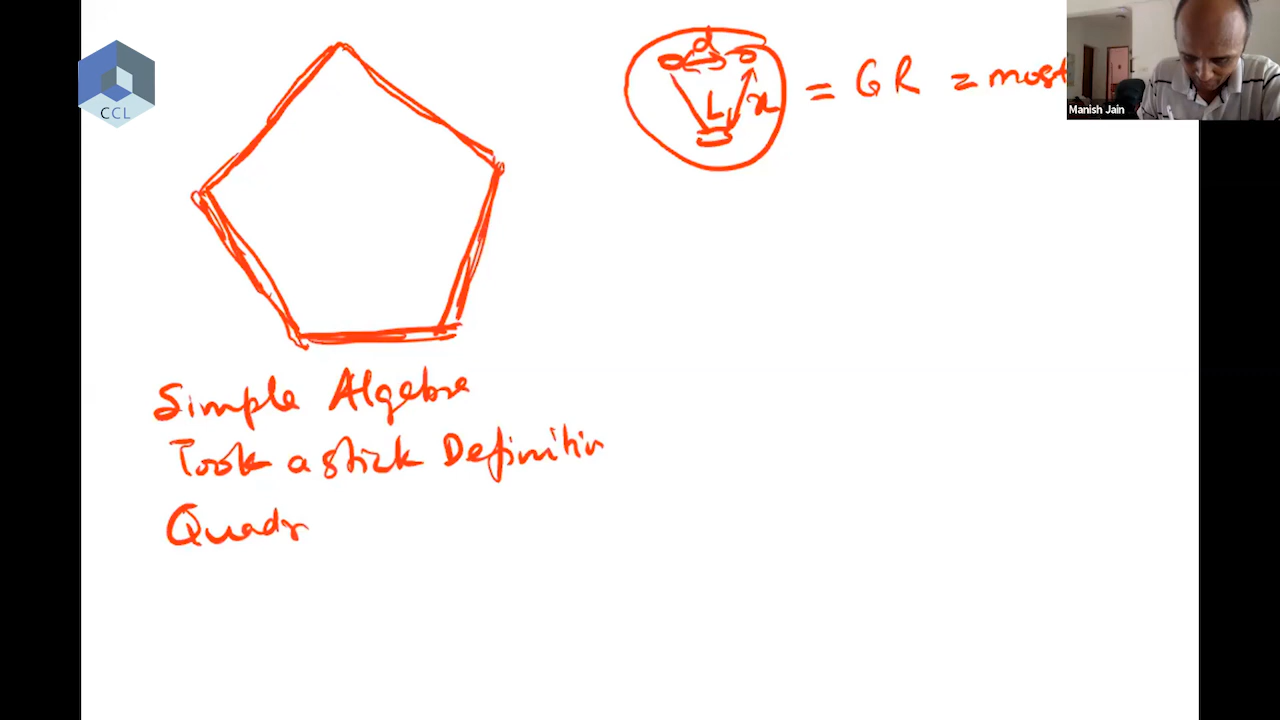 CCL
d
L x = GR = most
Manish Jain
Simple Algebra
Took a stick Definition
Quadr